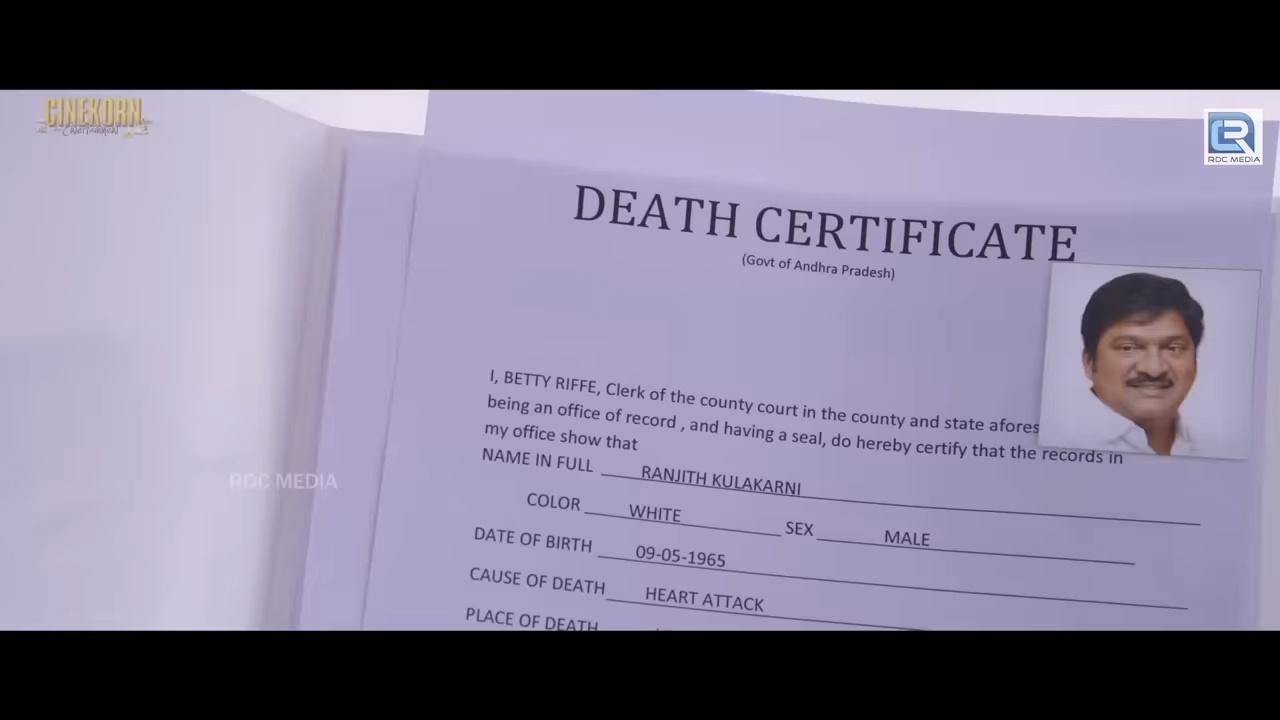 CINEKORN
Entertainment
RDC MEDIA
DEATH CERTIFICATE
(Govt of Andhra Pradesh)
I, BETTY RIFFE, Clerk of the county court in the county and state afores
being an office of record , and having a seal, do hereby certify that the records in
my office show that
NAME IN FULL RANJITH KULAKARNI
COLOR WHITE SEX MALE
DATE OF BIRTH 09-05-1965
CAUSE OF DEATH HEART ATTACK
PLACE OF DEATH
RDC MEDIA